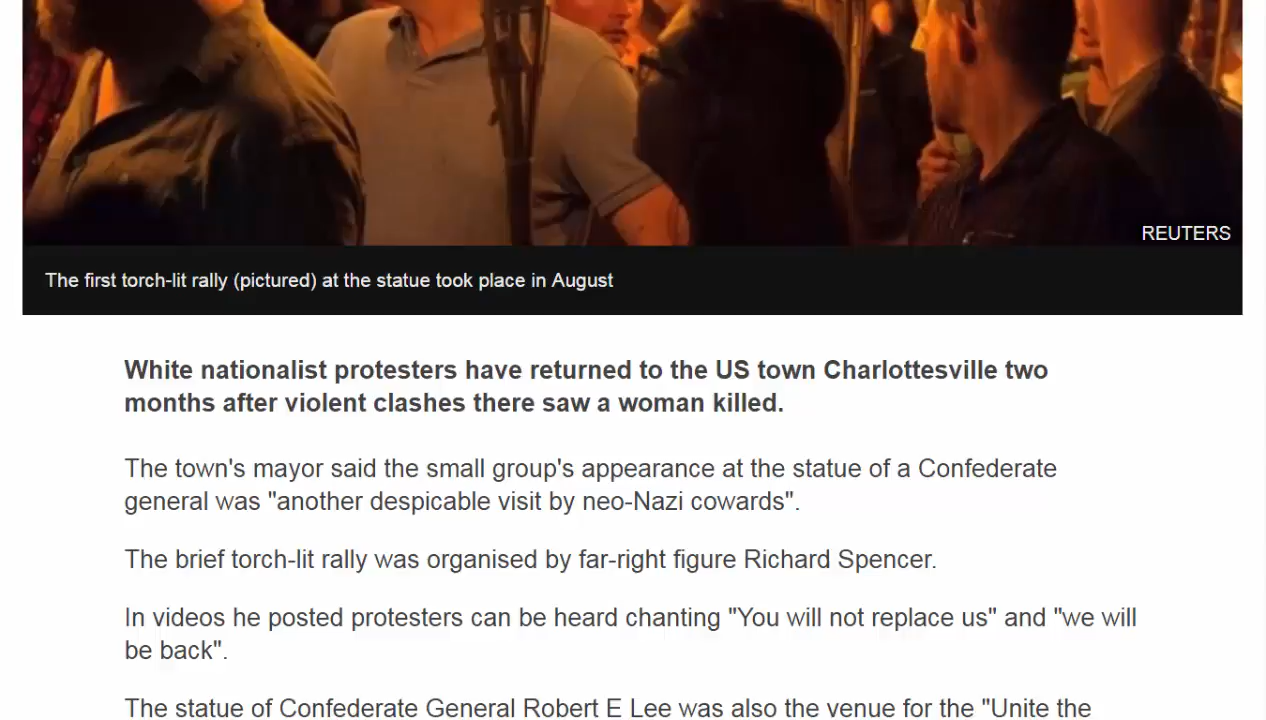 REUTERS
The first torch-lit rally (pictured) at the statue took place in August
White nationalist protesters have returned to the US town Charlottesville two
months after violent clashes there saw a woman killed.
The town's mayor said the small group's appearance at the statue of a Confederate
general was "another despicable visit by neo-Nazi cowards".
The brief torch-lit rally was organised by far-right figure Richard Spencer.
In videos he posted protesters can be heard chanting "You will not replace us" and "we will
be back".
The statue of Confederate General Robert E Lee was also the venue for the "Unite the